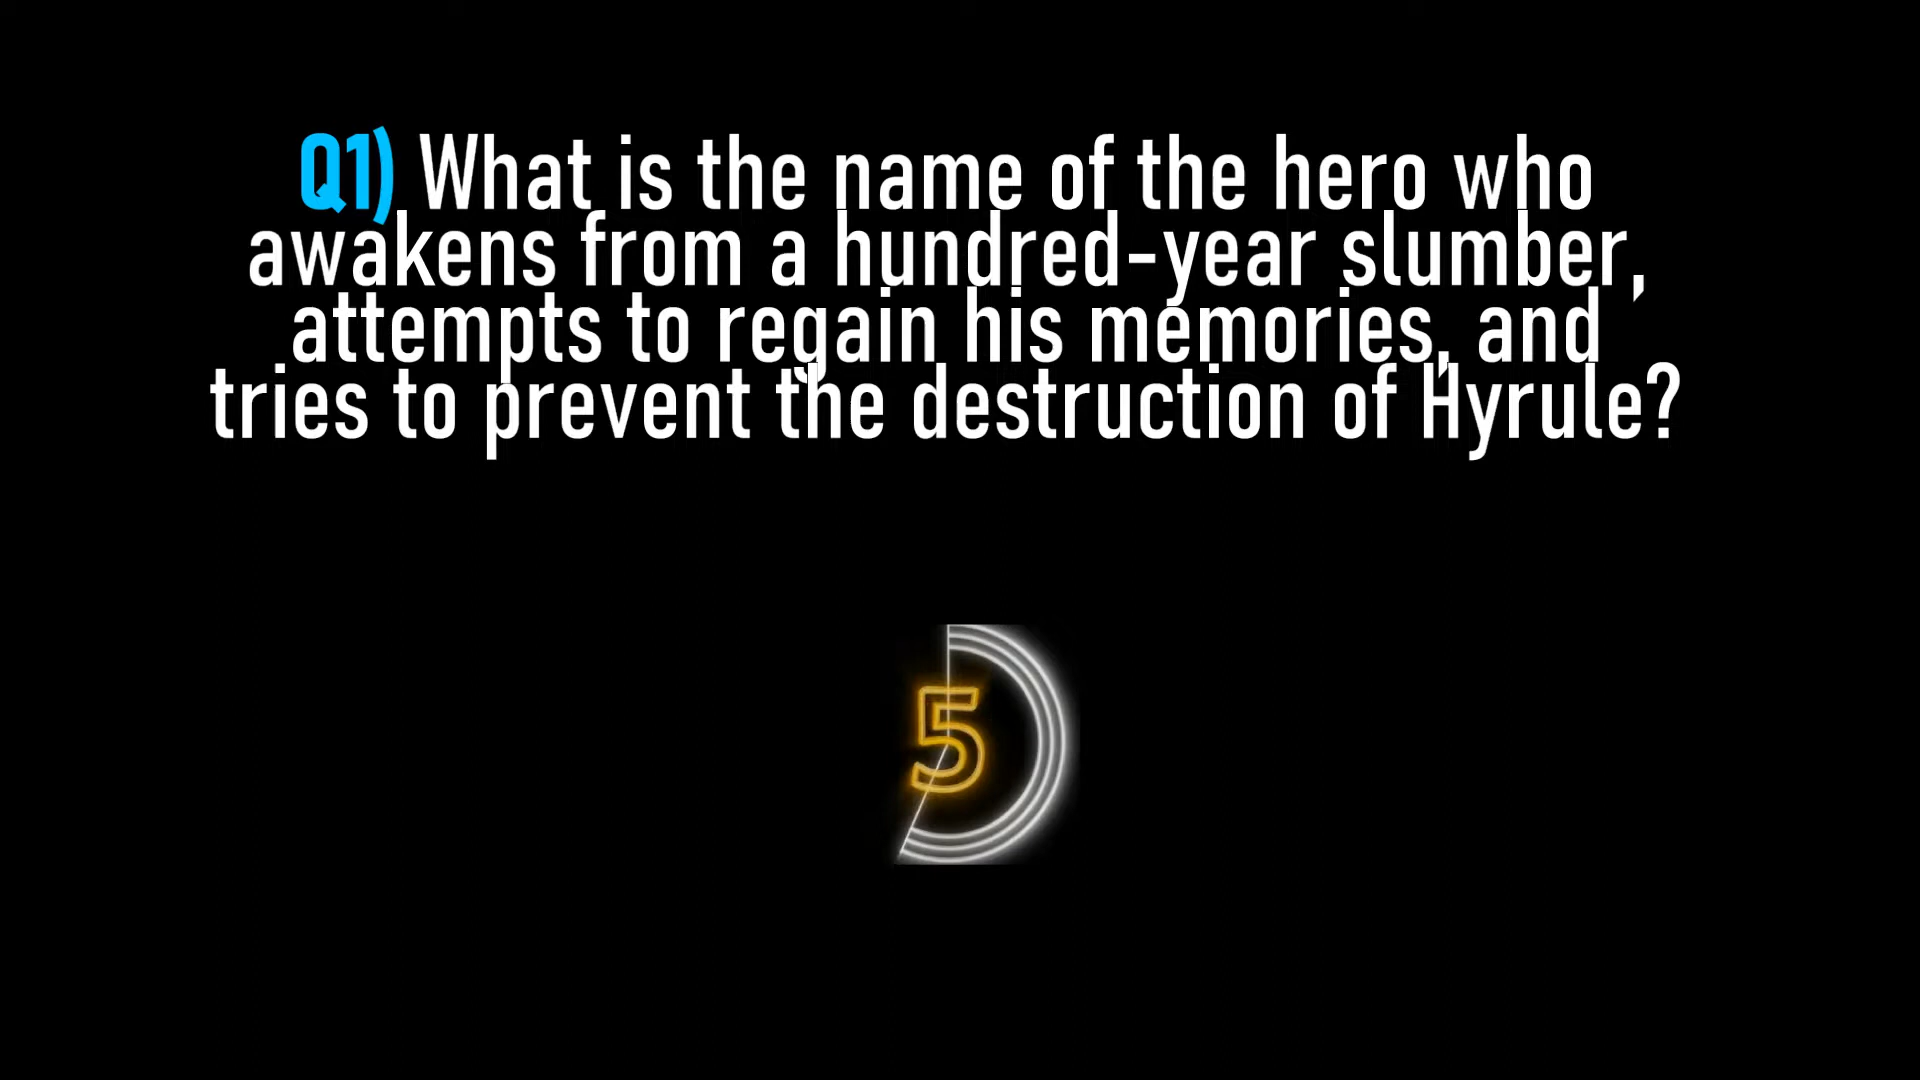 Q1) What is the name of the hero who
awakens from a hundred-year slumber,
attempts to regain his memories, and
tries to prevent the destruction of Hyrule?
5